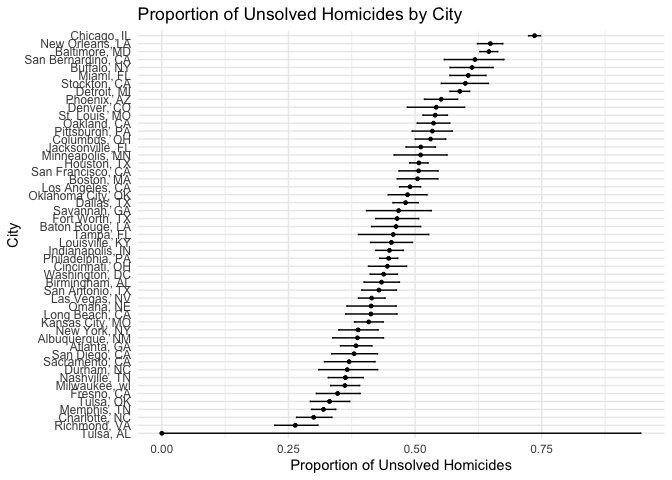 Proportion of Unsolved Homicides by City
Chicago, IL
New Orleans, LA
Baltimore, MD
San Bernardino, CA
Buffalo, NY
Miami, FL
Stockton, CA
Detroit, MI
Phoenix, AZ
Denver, CO
St. Louis, MO
Oakland, CA
Pittsburgh, PA
Columbus, OH
Jacksonville, FL
Minneapolis, MN
Houston, TX
San Francisco, CA
Boston, MA
Los Angeles, CA
Oklahoma City, OK
Dallas, TX
Savannah, GA
Fort Worth, TX
Baton Rouge, LA
Tampa, FL
Louisville, KY
Indianapolis, IN
Philadelphia, PA
Cincinnati, OH
Washington, DC
Birmingham, AL
San Antonio, TX
Las Vegas, NV
Omaha, NE
Long Beach, CA
Kansas City, MO
New York, NY
Albuquerque, NM
Atlanta, GA
San Diego, CA
Sacramento, CA
Durham, NC
Nashville, TN
Milwaukee, wI
Fresno, CA
Tulsa, OK
Memphis, TN
Charlotte, NC
Richmond, VA
Tulsa, AL
City
0.00 0.25 0.50 0.75
Proportion of Unsolved Homicides